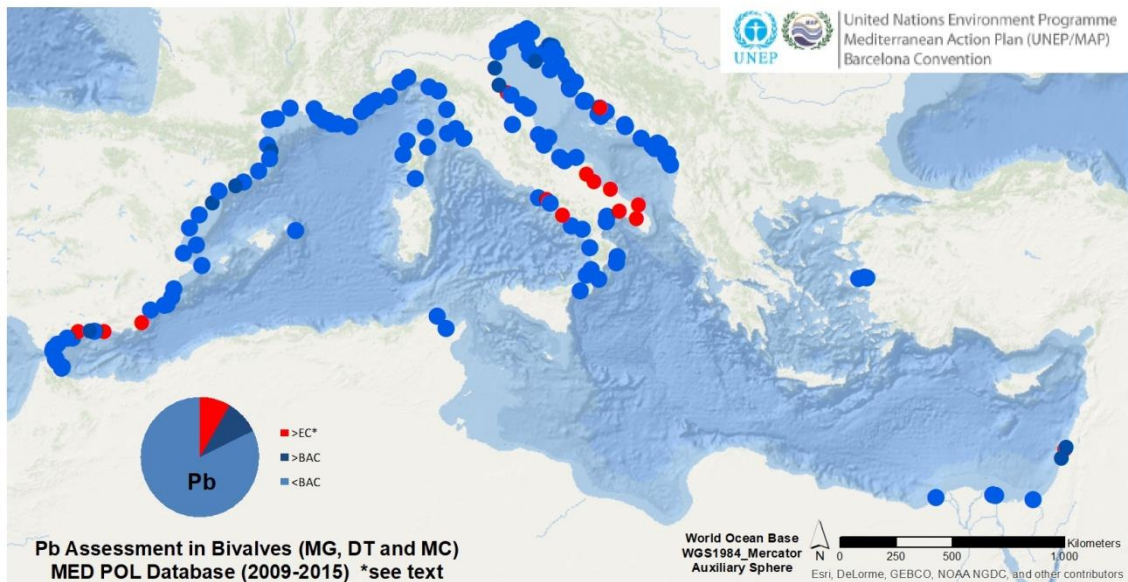 UNEP
MAP
United Nations Environment Programme
Mediterranean Action Plan (UNEP/MAP)
Barcelona Convention
Pb
>EC*
>BAC
<BAC
Pb Assessment in Bivalves (MG, DT and MC)
MED POL Database (2009-2015) *see text
World Ocean Base
WGS1984_Mercator
Auxiliary Sphere
N
Kilometers
0 250 500 1.000
Esri, DeLorme, GEBCO, NOAA NGDC, and other contributors